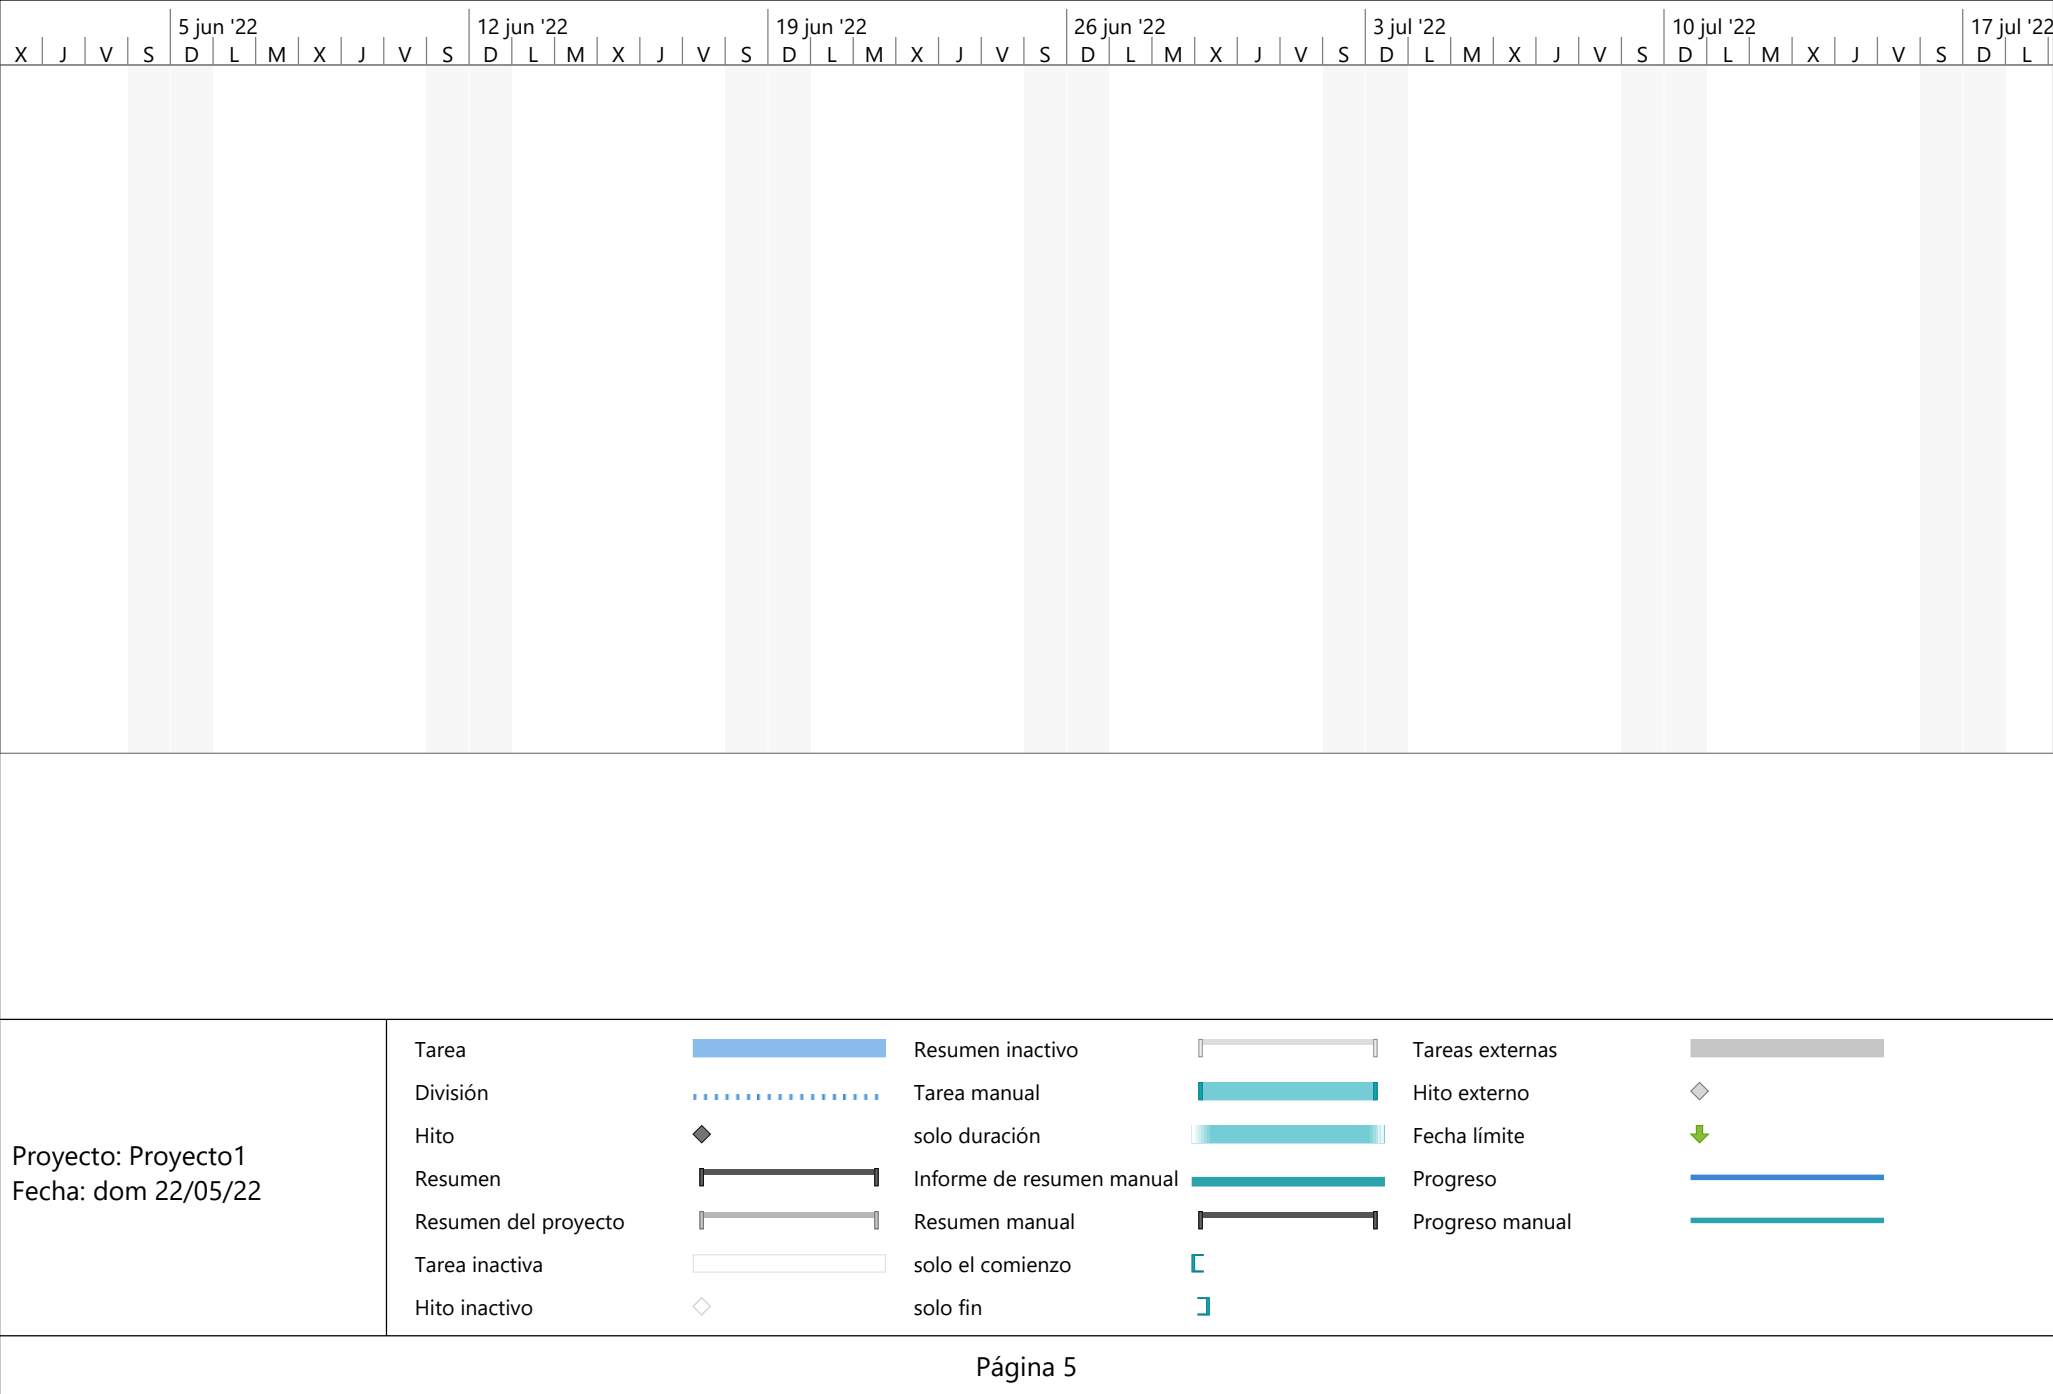 5 jun '22 12 jun '22 19 jun '22 26 jun '22 3 jul '22 10 jul '22 17 jul '22
X J V S D L M X J V S D L M X J V S D L M X J V S D L M X J V S D L M X J V S D L M X J V S D L
Tarea Resumen inactivo Tareas externas
División Tarea manual Hito externo
Hito solo duración Fecha límite
Proyecto: Proyecto1
Fecha: dom 22/05/22
Resumen Informe de resumen manual Progreso
Resumen del proyecto Resumen manual Progreso manual
Tarea inactiva solo el comienzo
Hito inactivo solo fin
Página 5